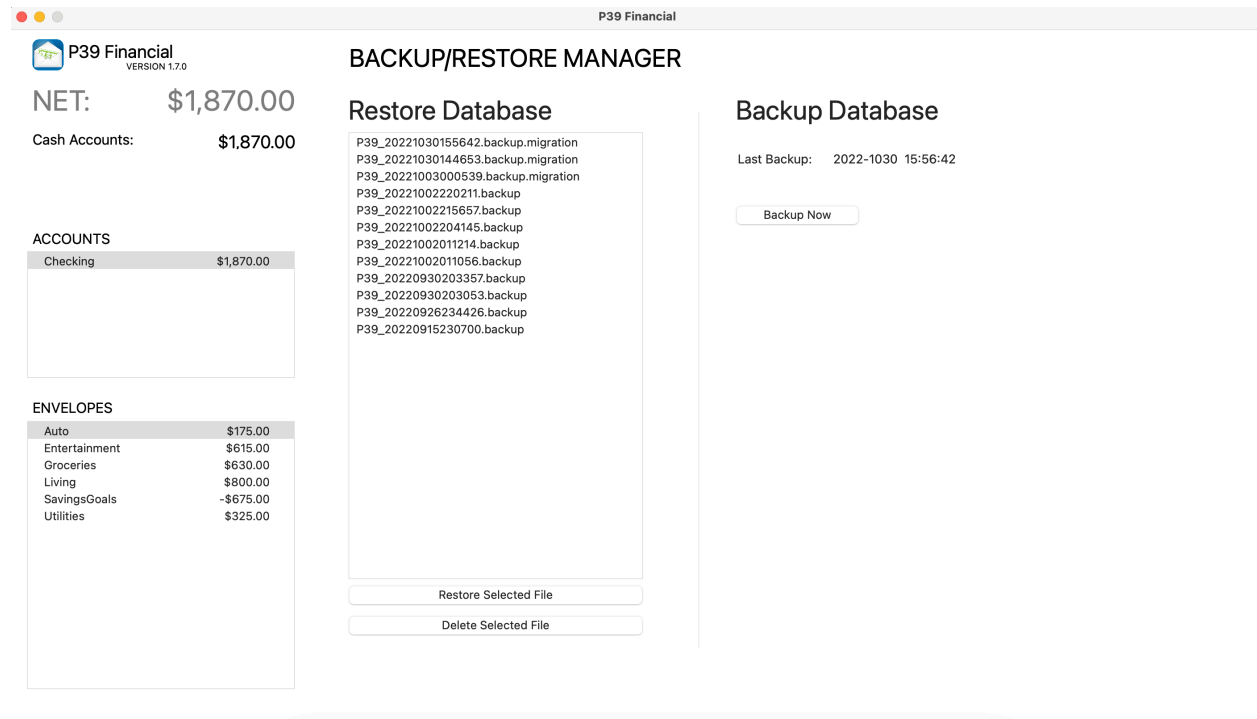 P39 Financial
P39 Financial
VERSION 1.7.0
NET: $1,870.00
Cash Accounts: $1,870.00
ACCOUNTS
Checking $1,870.00
ENVELOPES
Auto $175.00
Entertainment $615.00
Groceries $630.00
Living $800.00
SavingsGoals -$675.00
Utilities $325.00
BACKUP/RESTORE MANAGER
Restore Database
P39_20221030155642.backup.migration
P39_20221030144653.backup.migration
P39_20221003000539.backup.migration
P39_20221002220211.backup
P39_20221002215657.backup
P39_20221002204145.backup
P39_20221002011214.backup
P39_20221002011056.backup
P39_20220930203357.backup
P39_20220930203053.backup
P39_20220926234426.backup
P39_20220915230700.backup
Restore Selected File
Delete Selected File
Backup Database
Last Backup: 2022-1030 15:56:42
Backup Now